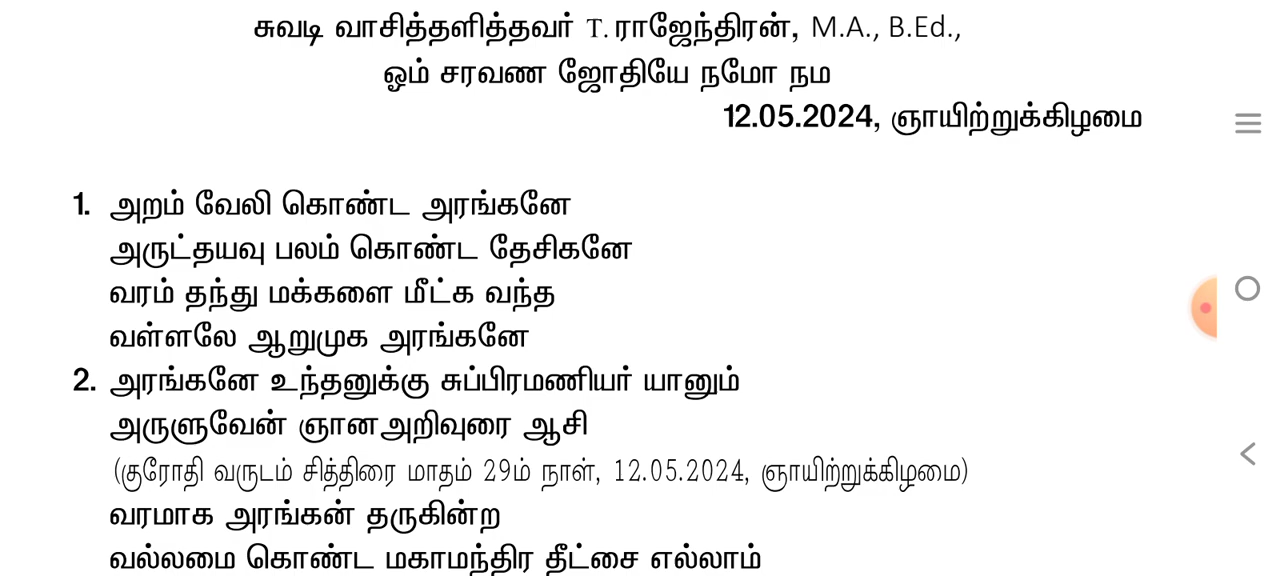 சுவடி வாசித்தளித்தவர் T. ராஜேந்திரன், M.A., B.Ed.,
ஓம் சரவண ஜோதியே நமோ நம
12.05.2024, ஞாயிற்றுக்கிழமை
1. அறம் வேலி கொண்ட அரங்கனே
அருட்தயவு பலம் கொண்ட தேசிகனே
வரம் தந்து மக்களை மீட்க வந்த
வள்ளலே ஆறுமுக அரங்கனே
2. அரங்கனே உந்தனுக்கு சுப்பிரமணியர் யானும்
அருளுவேன் ஞானஅறிவுரை ஆசி
(குரோதி வருடம் சித்திரை மாதம் 29ம் நாள், 12.05.2024, ஞாயிற்றுக்கிழமை)
வரமாக அரங்கன் தருகின்ற
வல்லமை கொண்ட மகாமந்திர தீட்சை எல்லாம்